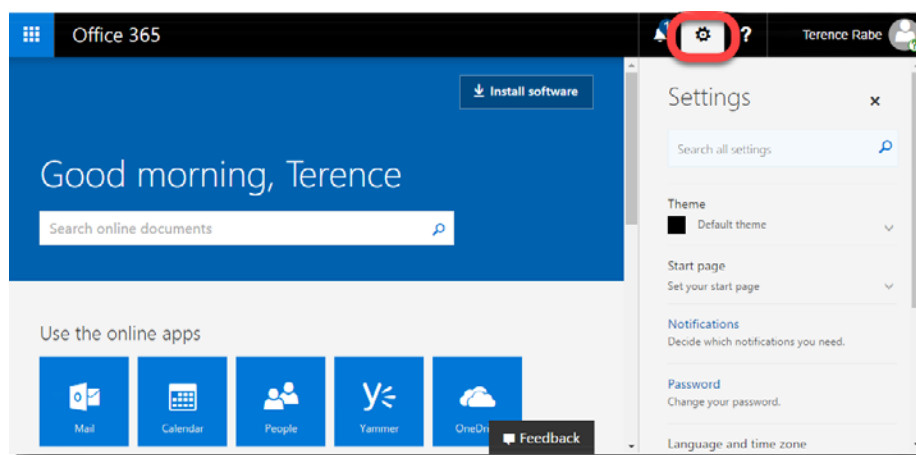 Office 365
?
Terence Rabe
Install software
Good morning, Terence
Search online documents
Use the online apps
Mail
Calendar
People
Yammer
Feedback
Settings
×
Search all settings
Theme
Default theme
Start page
Set your start page
Notifications
Decide which notifications you need.
Password
Change your password.
Language and time zone